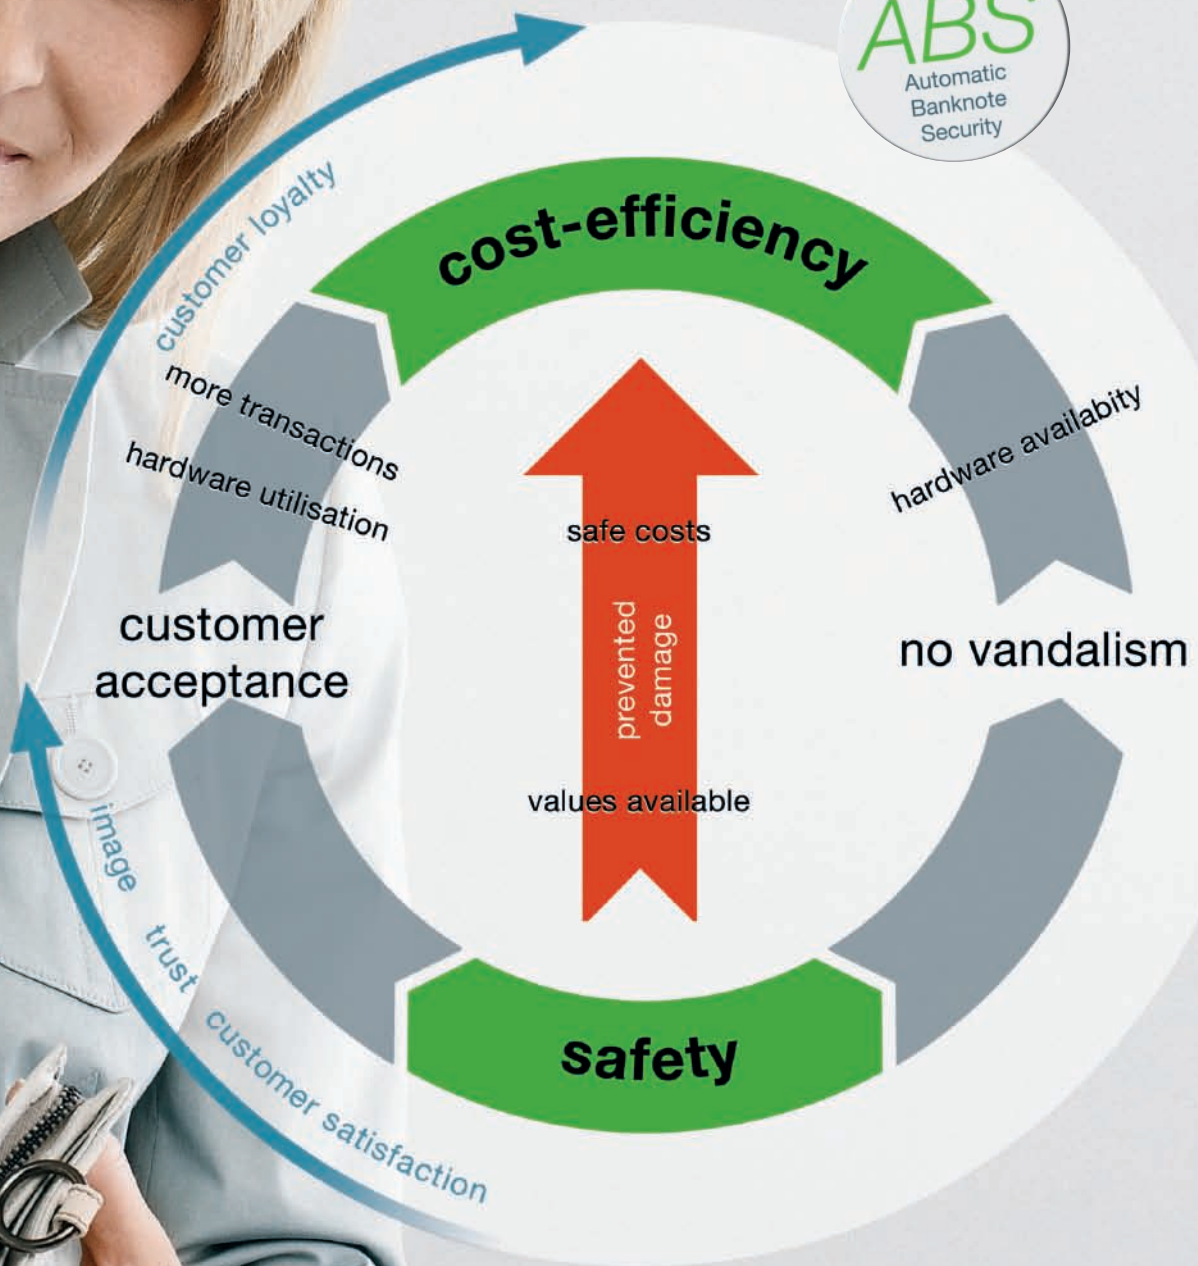 ABS
Automatic
Banknote
Security
cost-efficiency
customer loyalty
more transactions
hardware utilisation
hardware availabity
safe costs
prevented
damage
values available
customer
acceptance
no vandalism
image
trust
customer satisfaction
safety